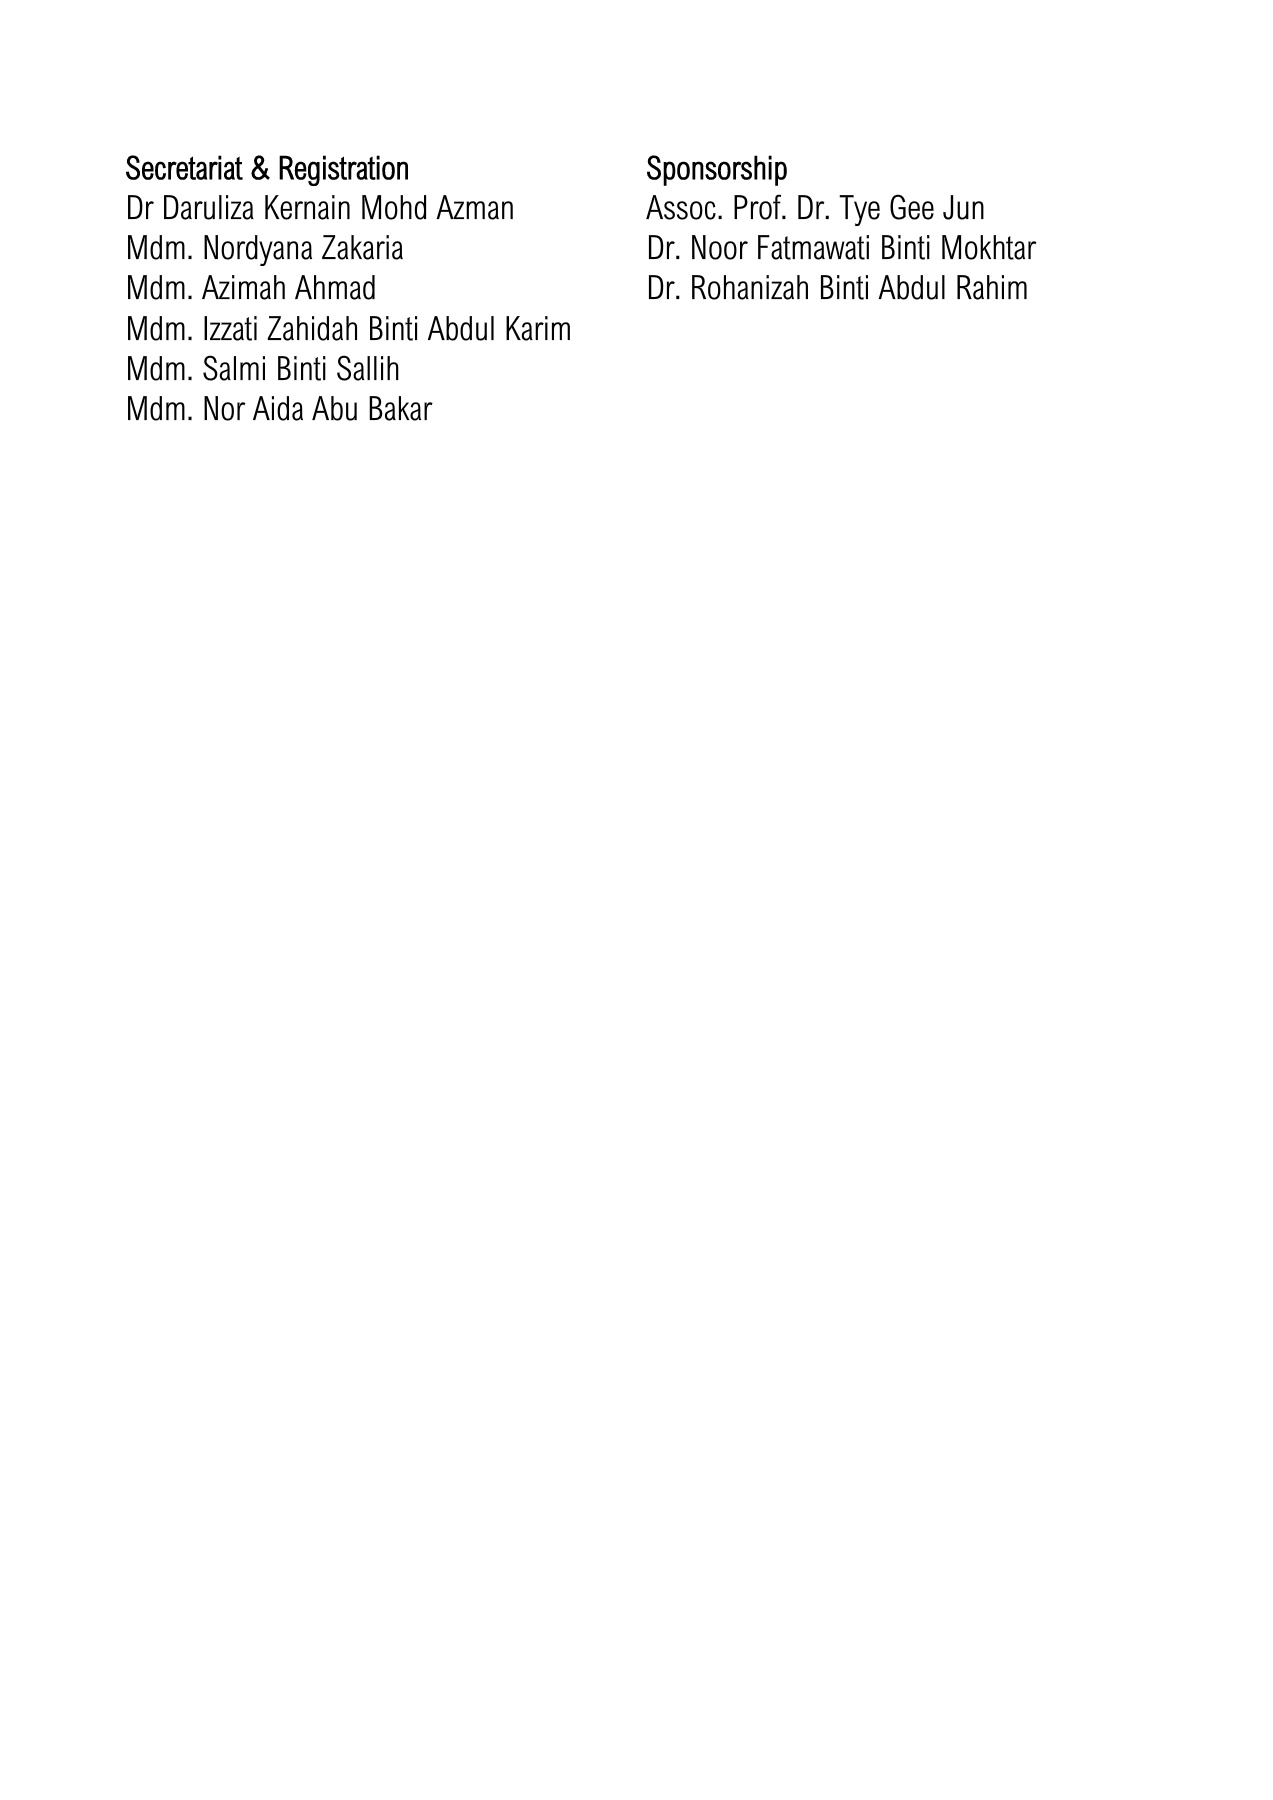 Secretariat & Registration
Dr Daruliza Kernain Mohd Azman
Mdm. Nordyana Zakaria
Mdm. Azimah Ahmad
Mdm. Izzati Zahidah Binti Abdul Karim
Mdm. Salmi Binti Sallih
Mdm. Nor Aida Abu Bakar
Sponsorship
Assoc. Prof. Dr. Tye Gee Jun
Dr. Noor Fatmawati Binti Mokhtar
Dr. Rohanizah Binti Abdul Rahim